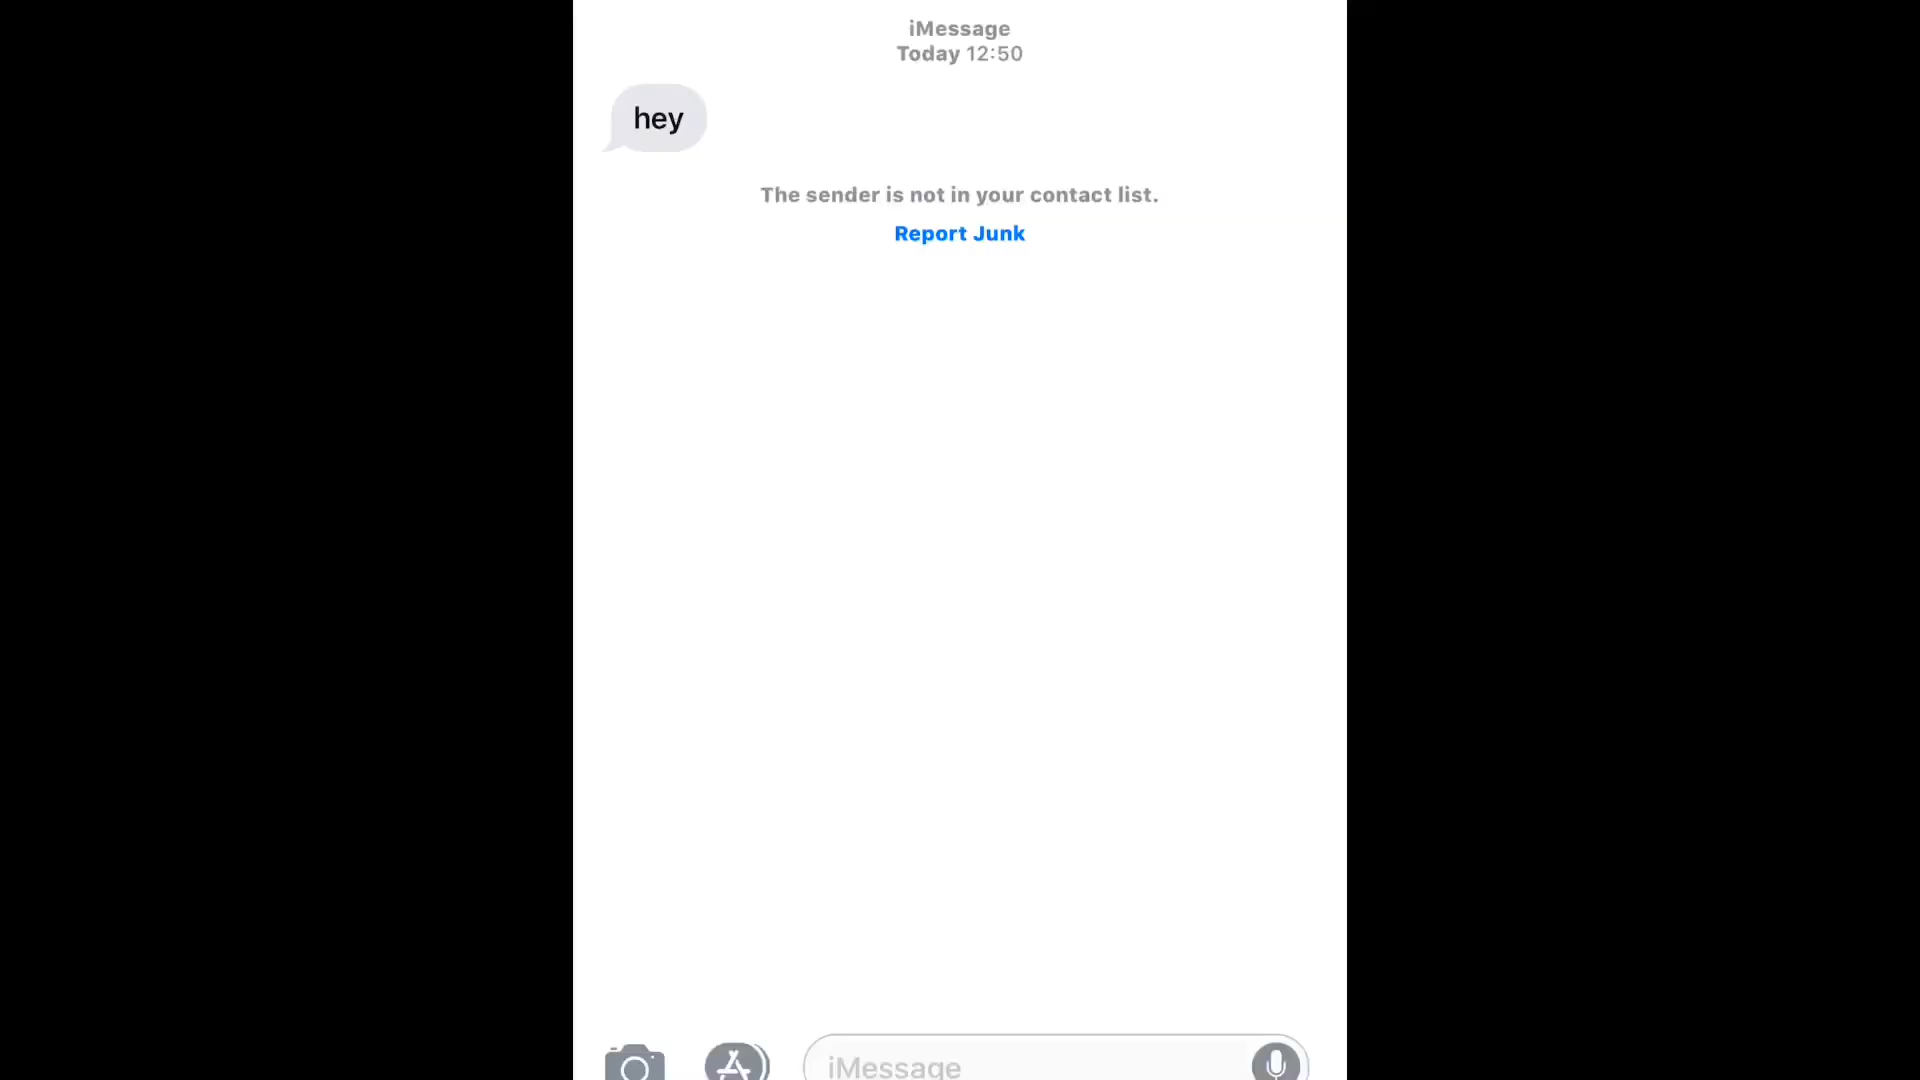 iMessage
Today 12:50
hey
The sender is not in your contact list.
Report Junk
iMessage